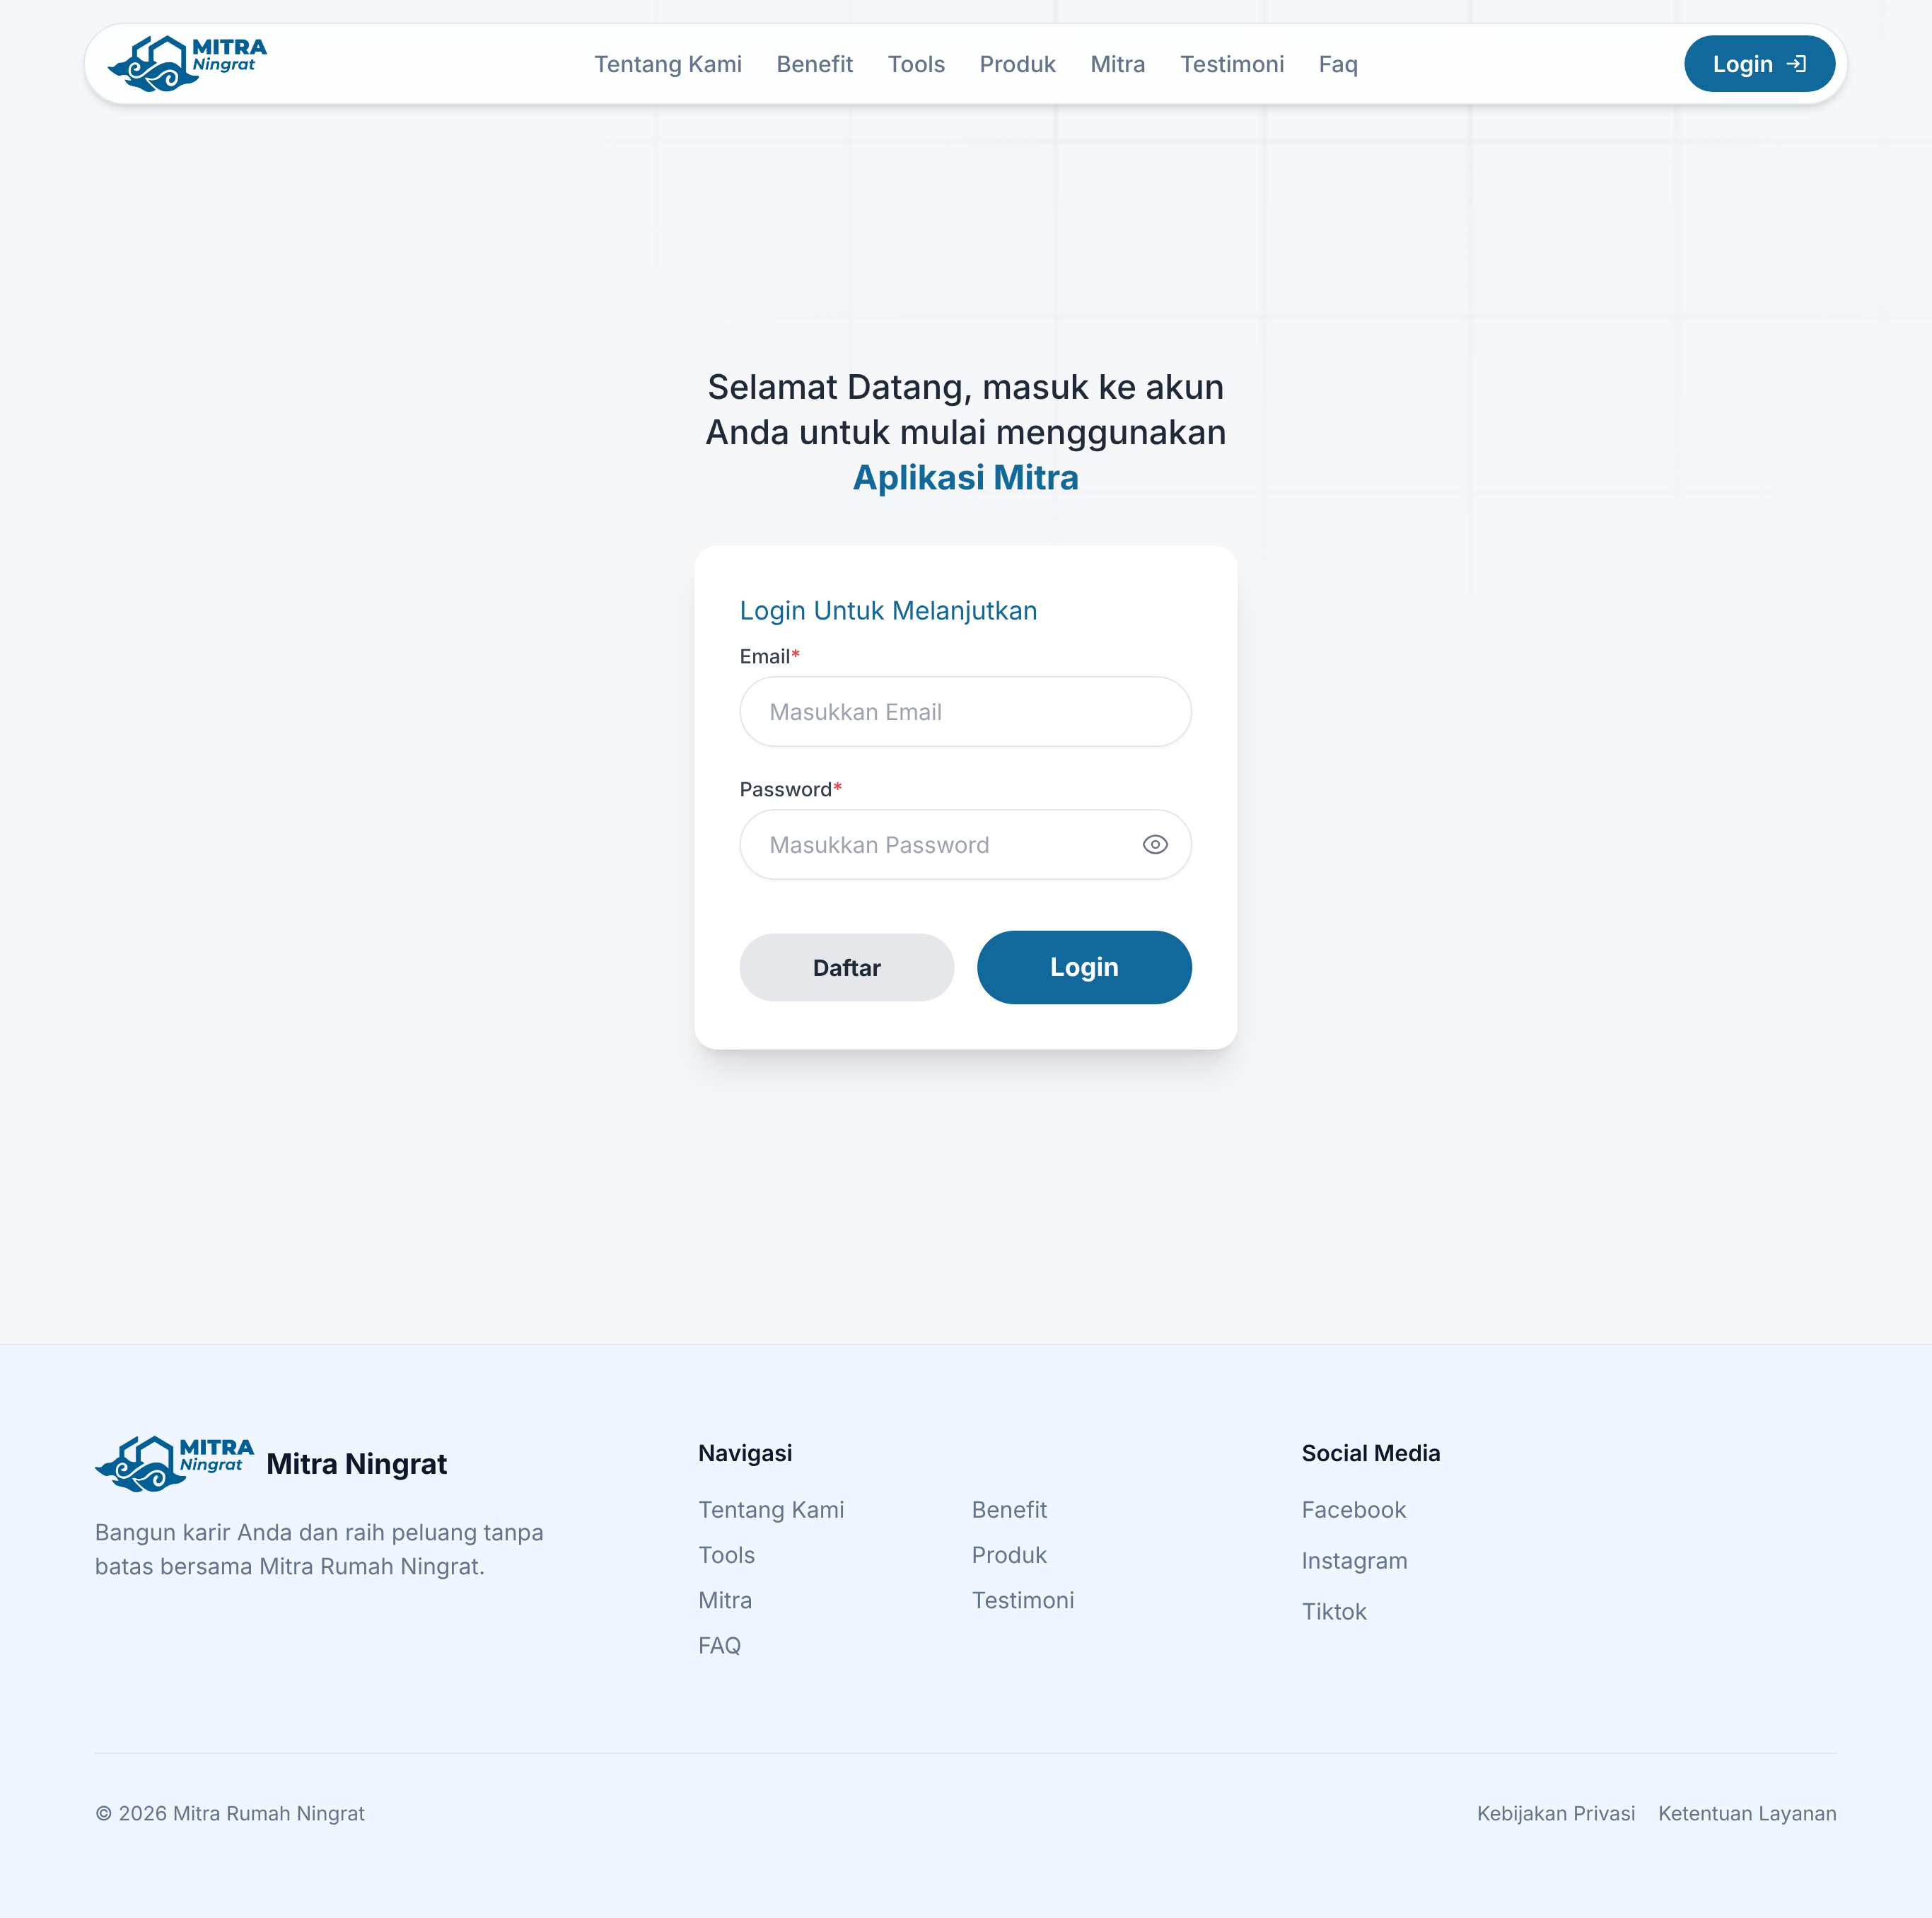 MITRA
Ningrat
Tentang Kami
Benefit
Tools
Produk
Mitra
Testimoni
Faq
Login
Selamat Datang, masuk ke akun
Anda untuk mulai menggunakan
Aplikasi Mitra
Login Untuk Melanjutkan
Email*
Masukkan Email
Password*
Masukkan Password
Daftar
Login
MITRA
Ningrat
Mitra Ningrat
Bangun karir Anda dan raih peluang tanpa
batas bersama Mitra Rumah Ningrat.
Navigasi
Tentang Kami
Benefit
Tools
Produk
Mitra
Testimoni
FAQ
Social Media
Facebook
Instagram
Tiktok
© 2026 Mitra Rumah Ningrat
Kebijakan Privasi
Ketentuan Layanan